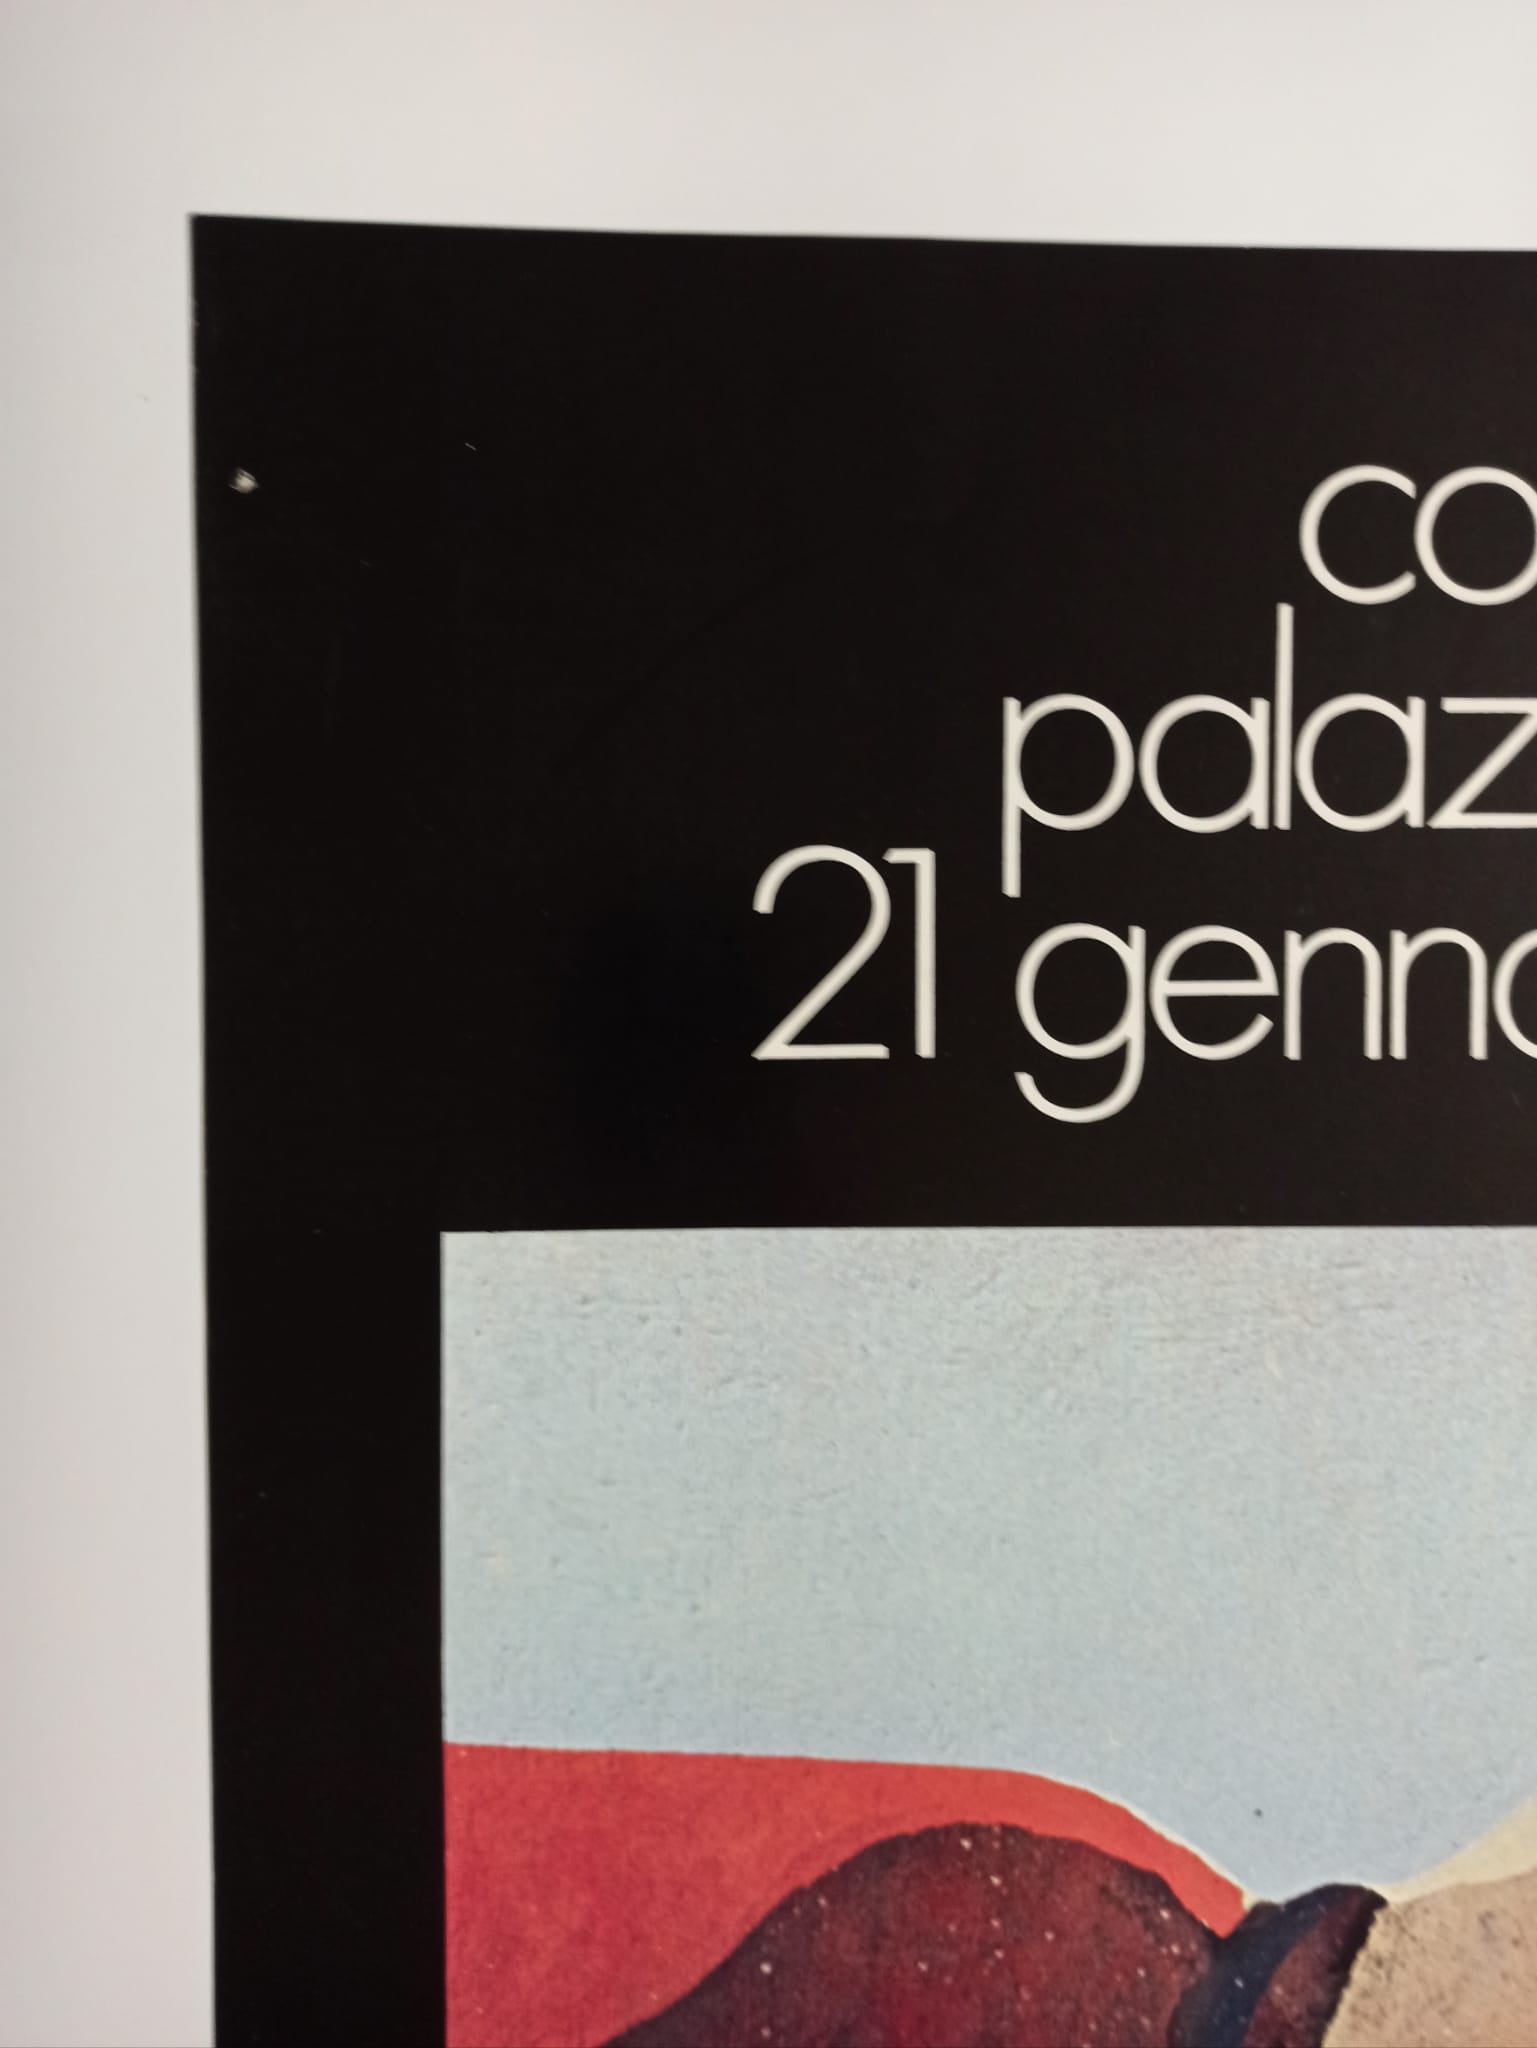 co
palaz
21 genna